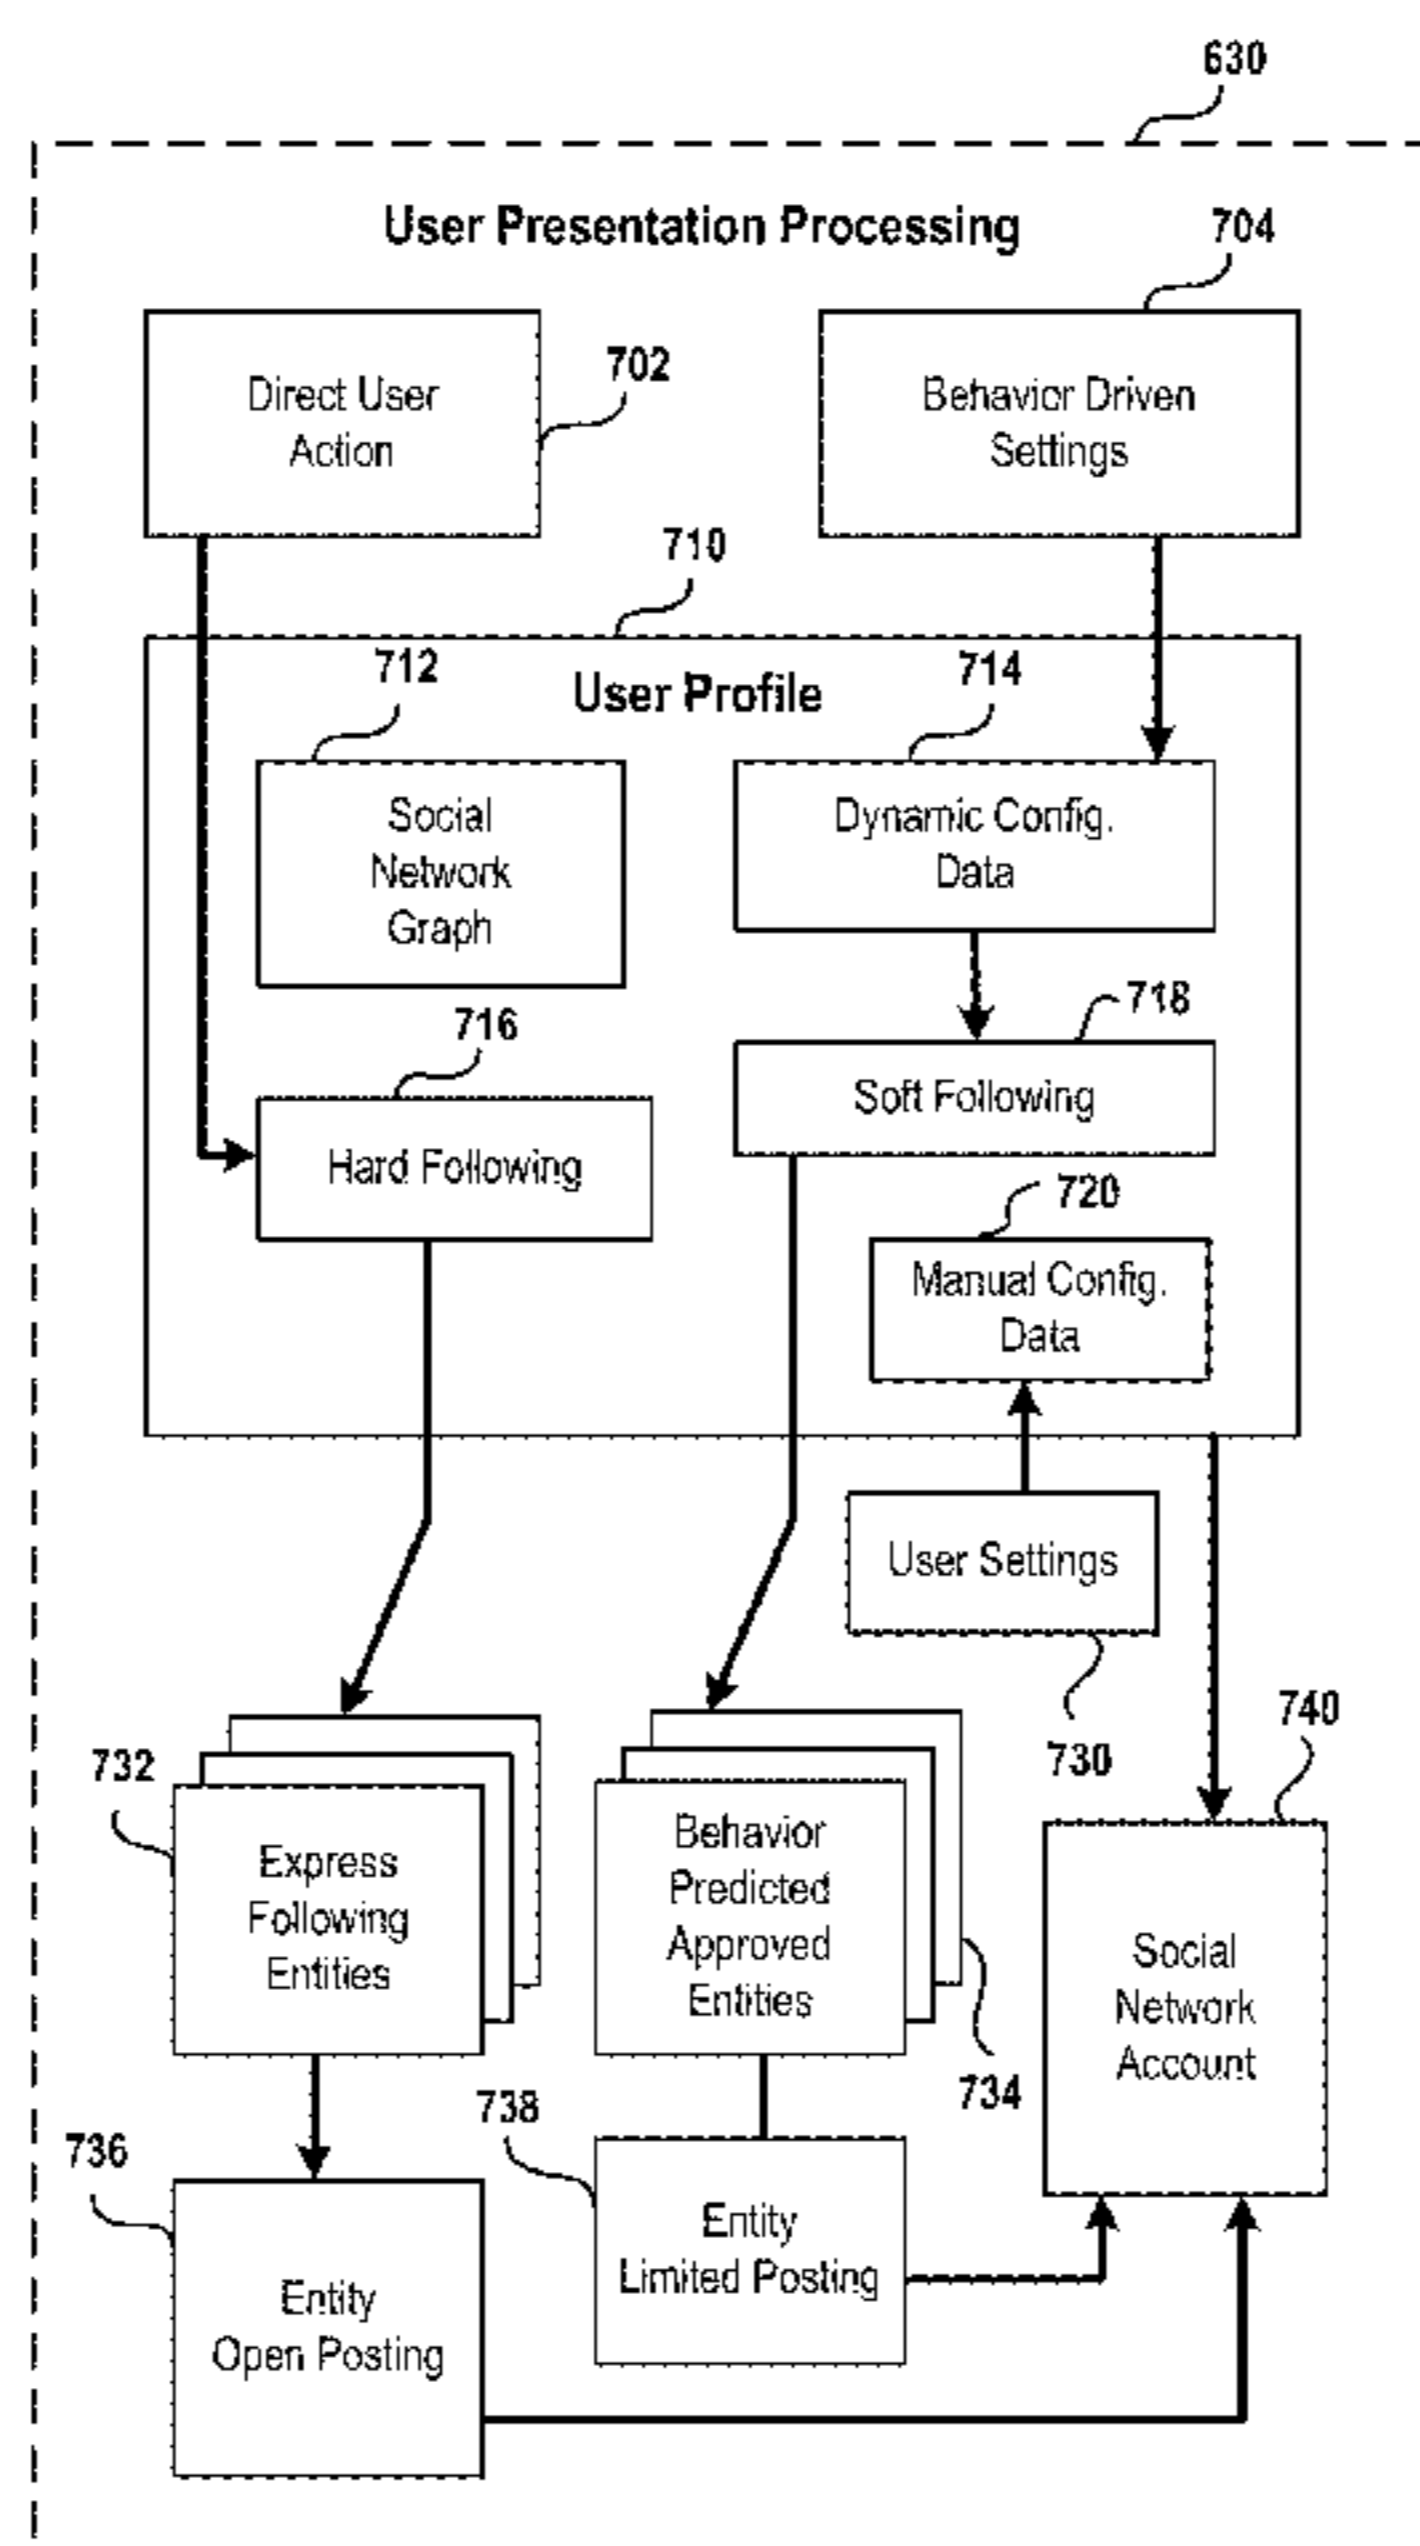 630
User Presentation Processing
704
Direct User
Action
702
Behavior Driven
Settings
710
712
User Profile
714
Social
Network
Graph
Dynamic Config.
Data
716
718
Hard Following
Soft Following
720
Manual Config.
Data
User Settings
730
740
732
Express
Following
Entities
Behavior
Predicted
Approved
Entities
734
Social
Network
Account
738
736
Entity
Limited Posting
Entity
Open Posting